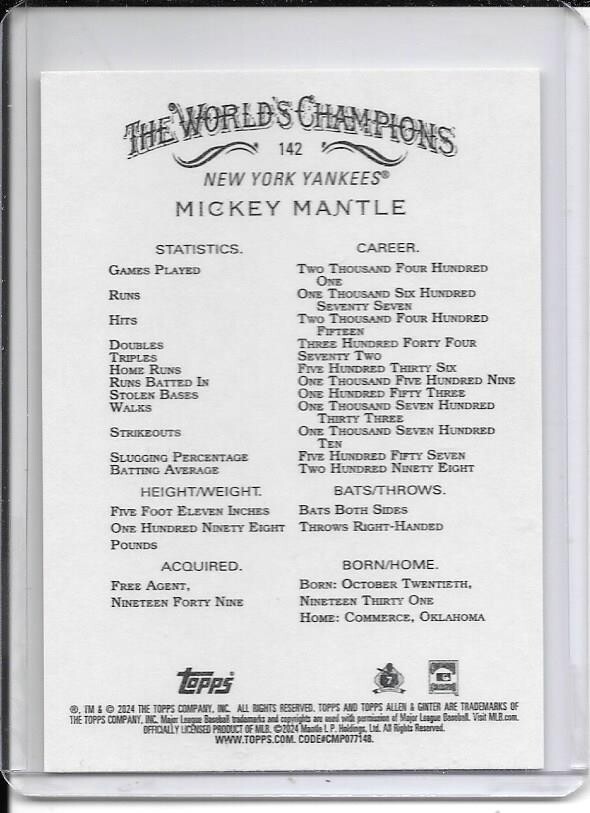 THE WORLD'S CHAMPIONS
142
NEW YORK YANKEES®
MICKEY MANTLE
STATISTICS. CAREER.
GAMES PLAYED TWO THOUSAND FOUR HUNDRED
ONE
RUNS ONE THOUSAND SIX HUNDRED
SEVENTY SEVEN
HITS TWO THOUSAND FOUR HUNDRED
FIFTEEN
DOUBLES THREE HUNDRED FORTY FOUR
TRIPLES SEVENTY TWO
HOME RUNS FIVE HUNDRED THIRTY SIX
RUNS BATTED IN ONE THOUSAND FIVE HUNDRED NINE
STOLEN BASES ONE HUNDRED FIFTY THREE
WALKS ONE THOUSAND SEVEN HUNDRED
THIRTY THREE
STRIKEOUTS ONE THOUSAND SEVEN HUNDRED
TEN
SLUGGING PERCENTAGE FIVE HUNDRED FIFTY SEVEN
BATTING AVERAGE TWO HUNDRED NINETY EIGHT
HEIGHT/WEIGHT. BATS/THROWS.
FIVE FOOT ELEVEN INCHES BATS BOTH SIDES
ONE HUNDRED NINETY EIGHT THROWS RIGHT-HANDED
POUNDS
ACQUIRED. BORN/HOME.
FREE AGENT, BORN: OCTOBER TWENTIETH,
NINETEEN FORTY NINE NINETEEN THIRTY ONE
HOME: COMMERCE, OKLAHOMA
Topps 7
®, TM & © 2024 THE TOPPS COMPANY, INC. ALL RIGHTS RESERVED. TOPPS AND TOPPS ALLEN & GINTER ARE TRADEMARKS OF
THE TOPPS COMPANY, INC. Major League Baseball trademarks and copyrights are used with permission of Major League Baseball. Visit MLB.com.
OFFICIALLY LICENSED PRODUCT OF MLB. ©2024 Mantle I. P. Holdings, Ltd. All Rights Reserved.
WWW.TOPPS.COM. CODE#CMP077148.